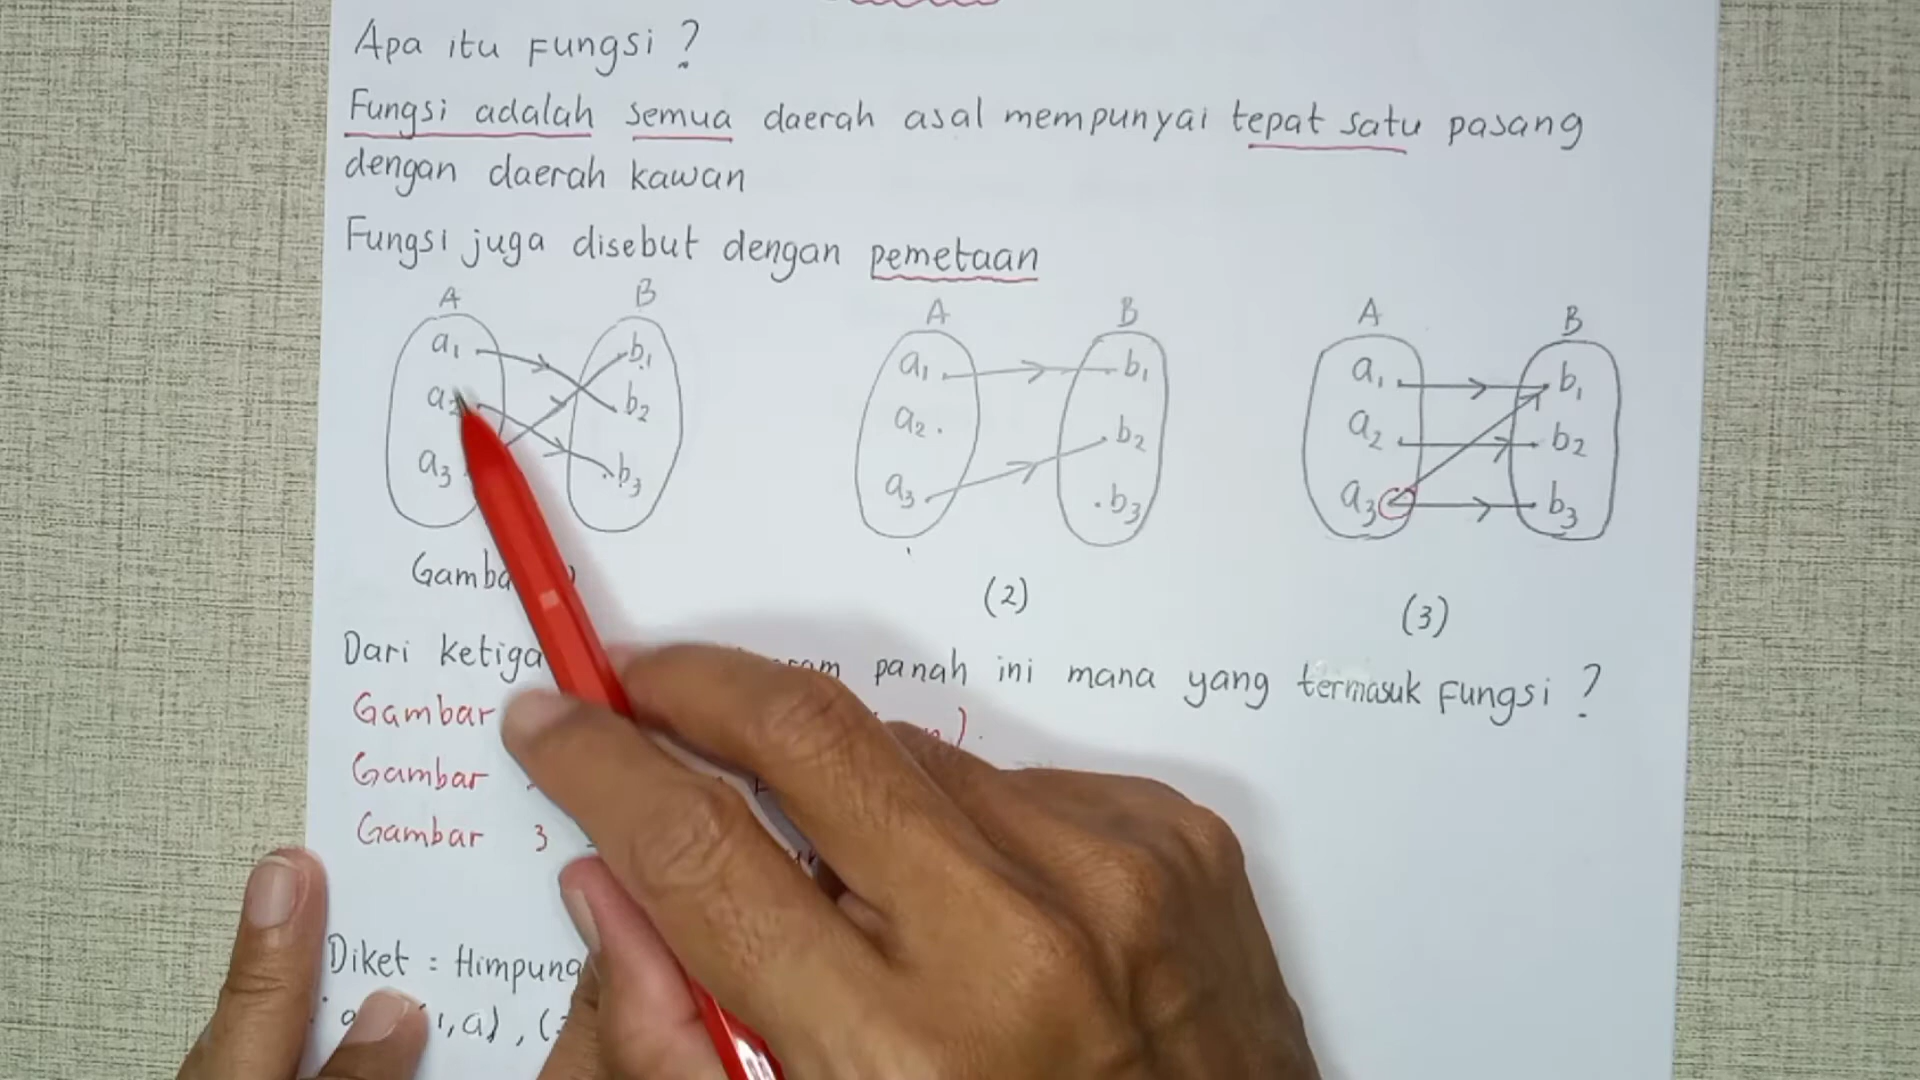 Apa itu Fungsi ?
Fungsi adalah semua daerah asal mempunyai tepat satu pasang
dengan daerah kawan
Fungsi juga disebut dengan pemetaan
A B A B A B
a1 b1 a1 b1 a1 b1
a2 b2 a2 b2 a2 b2
a3 b3 a3 b3 a3 b3
(2) (3)
Dari ketiga panah ini mana yang termasuk Fungsi ?
Gambar
Gambar
Gambar 3
Diket :